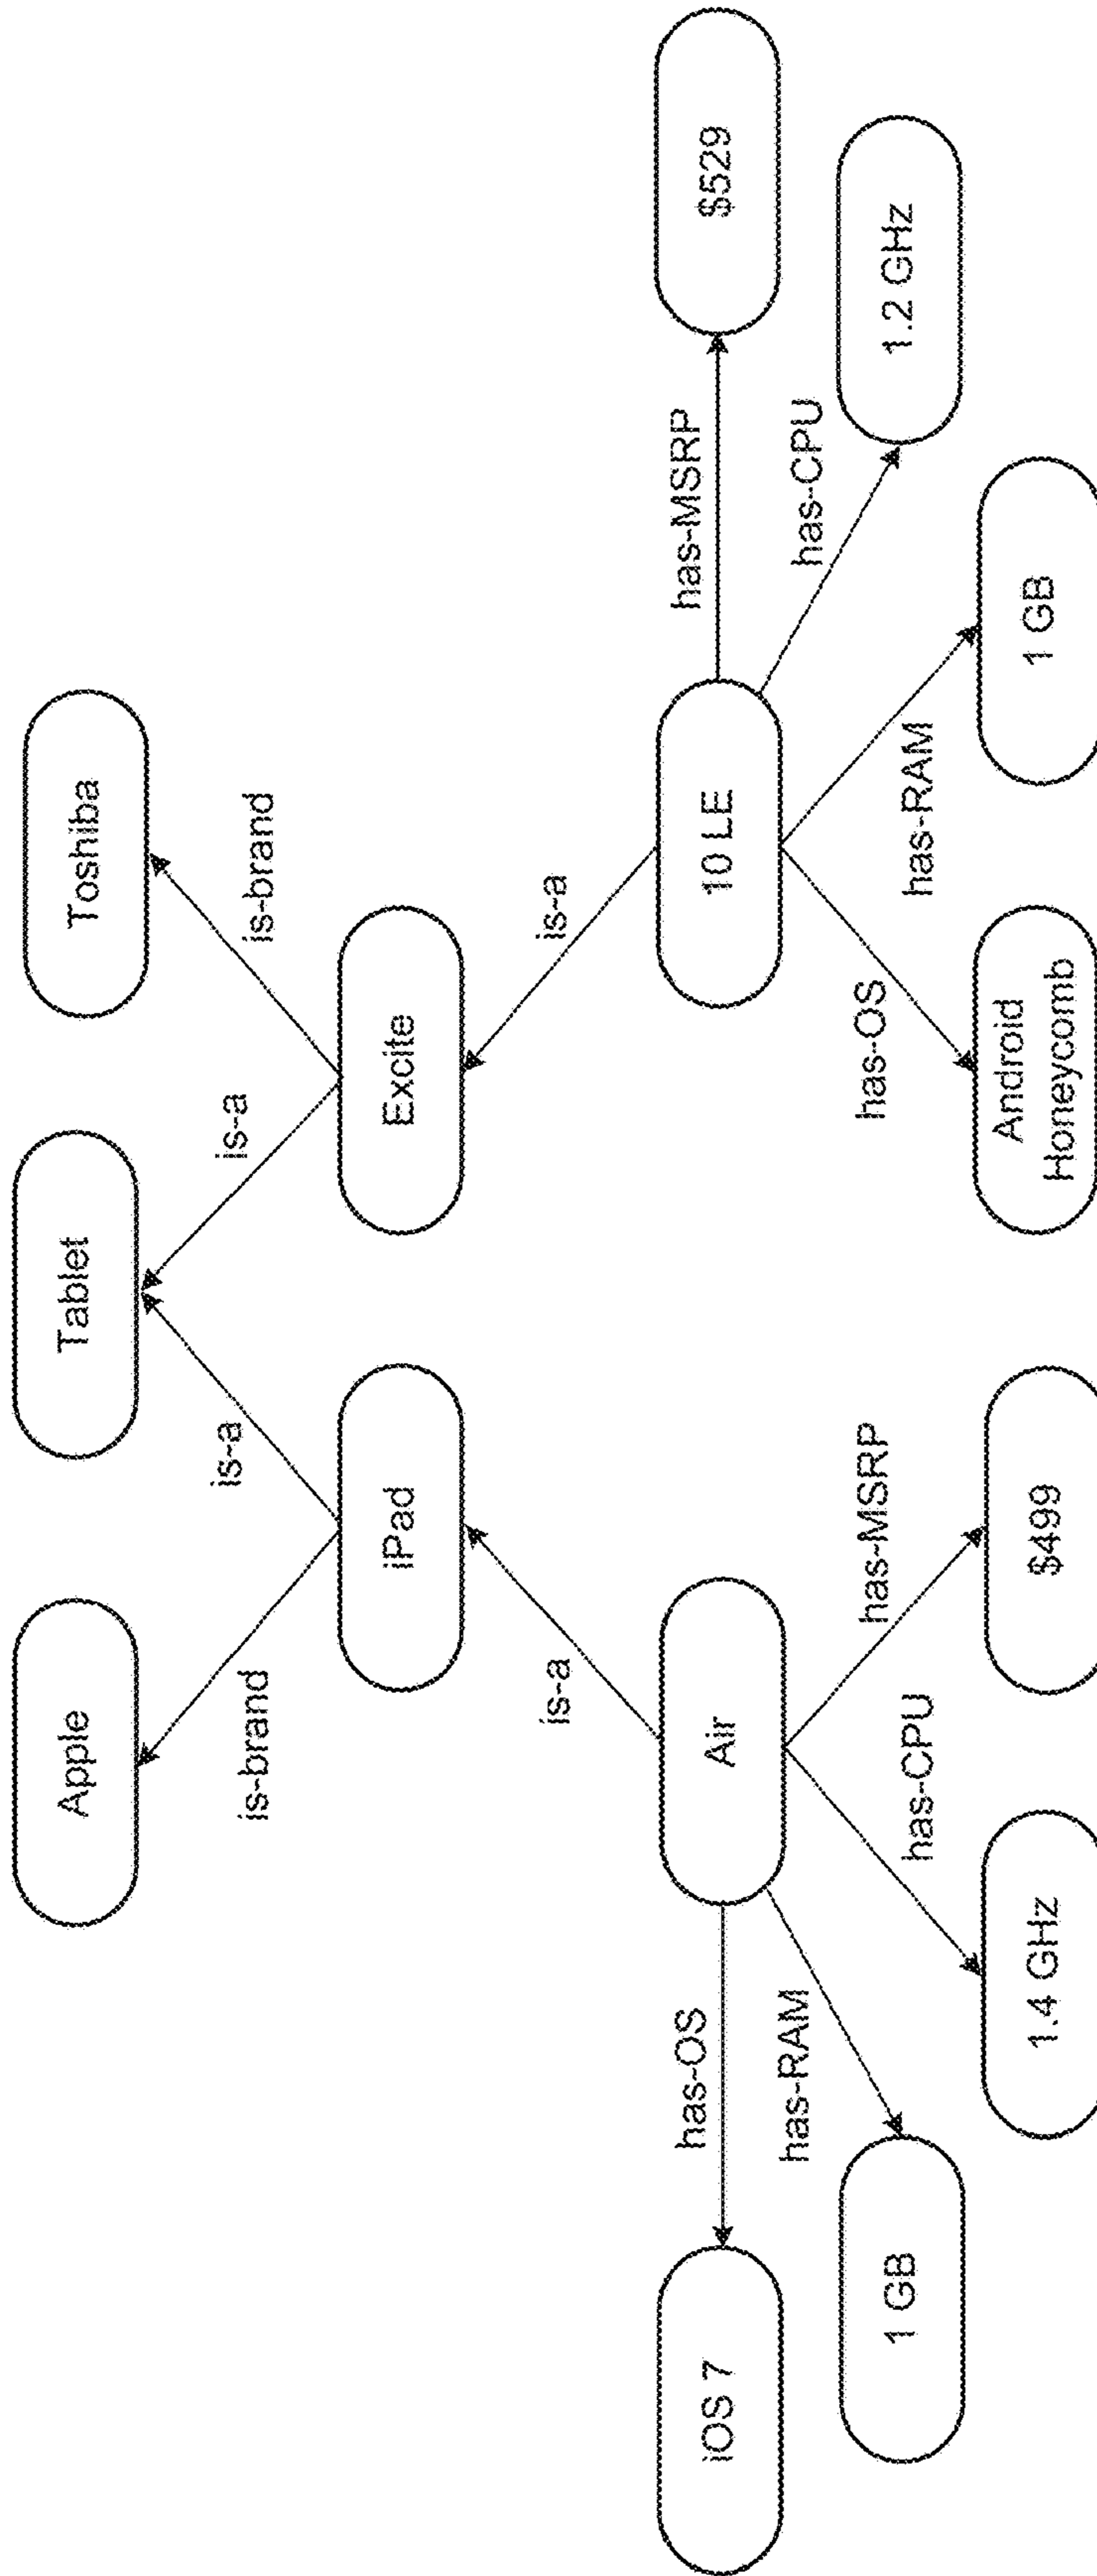 Apple
Tablet
Toshiba
is-brand
is-a
is-a
is-brand
iPad
Excite
is-a
is-a
iOS 7
has-OS
Air
10 LE
has-MSRP
$529
has-RAM
has-CPU
has-MSRP
has-OS
has-RAM
has-CPU
1 GB
1.4 GHz
$499
Android
Honeycomb
1 GB
1.2 GHz